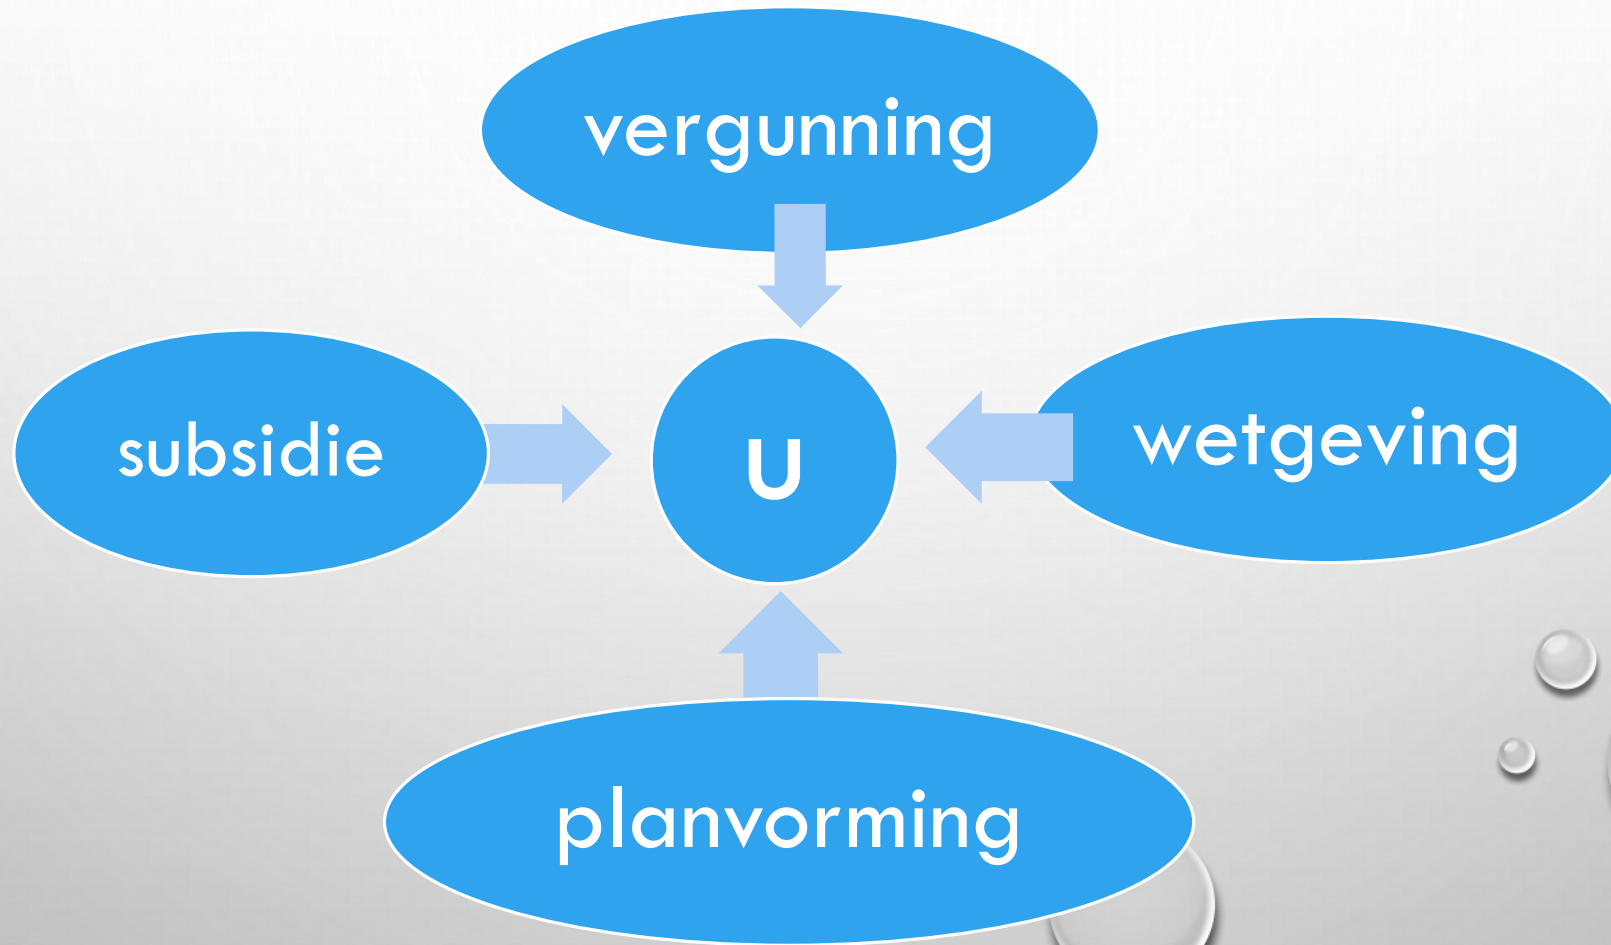 vergunning
subsidie
u
wetgeving
planvorming